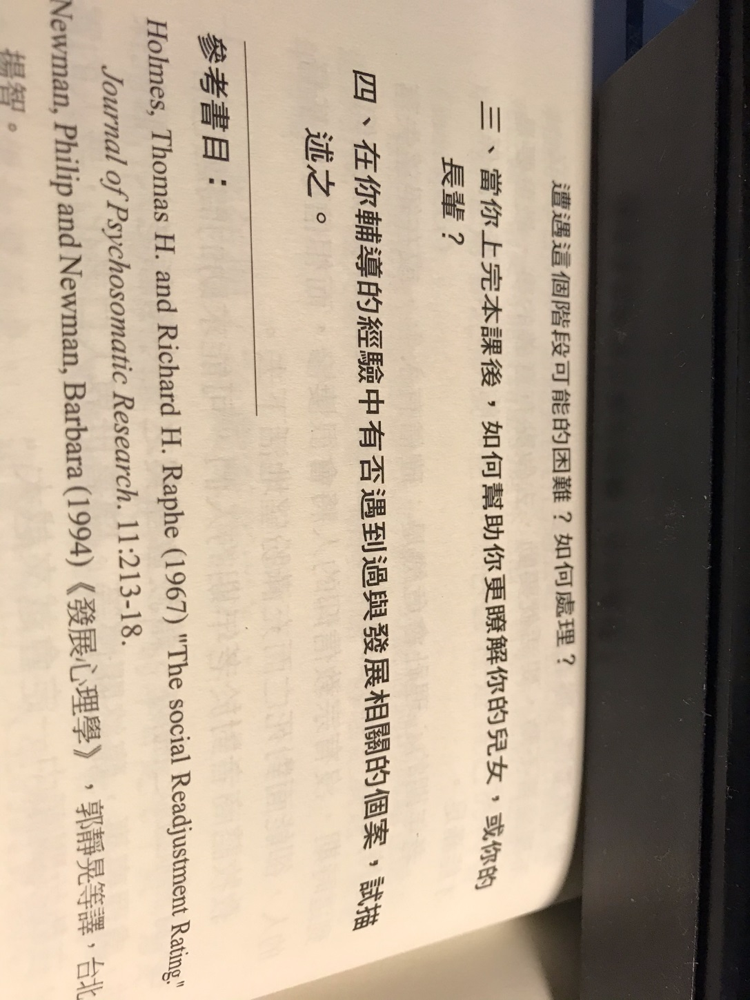 遭遇這個階段可能的困難？如何處理？
三、當你上完本課後，如何幫助你更瞭解你的兒女，或你的
長輩？
四、在你輔導的經驗中有否遇到過與發展相關的個案，試描
述之。
參考書目：
Holmes, Thomas H. and Richard H. Raphe (1967) "The social Readjustment Rating."
Journal of Psychosomatic Research. 11:213-18.
Newman, Philip and Newman, Barbara (1994)《發展心理學》，郭靜晃等譯，台北
揚智。